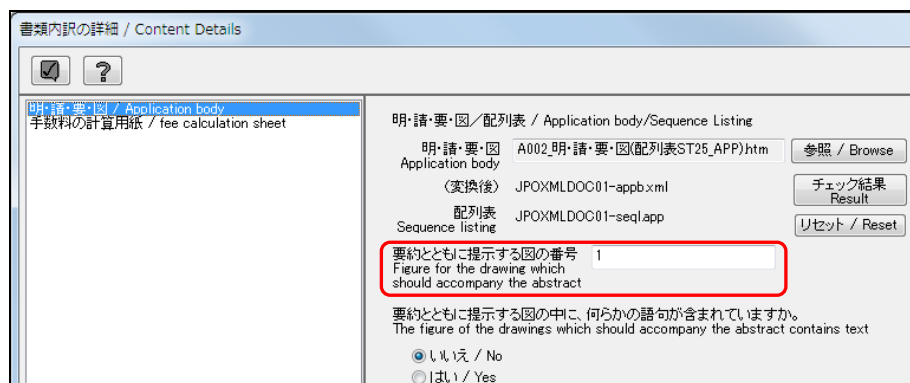 書類内訳の詳細 / Content Details
明・請・要・図 / Application body
手数料の計算用紙 / fee calculation sheet
明・請・要・図／配列表 / Application body/Sequence Listing
明・請・要・図 A002_明・請・要・図(配列表ST25_APP).htm 参照 / Browse
Application body
(変換後) JPOXMLDOC01-appb.xml チェック結果
Result
配列表 JPOXMLDOC01-seql.app リセット / Reset
Sequence listing
要約とともに提示する図の番号 1
Figure for the drawing which
should accompany the abstract
要約とともに提示する図の中に、何らかの語句が含まれていますか。
The figure of the drawings which should accompany the abstract contains text
いいえ / No
はい / Yes